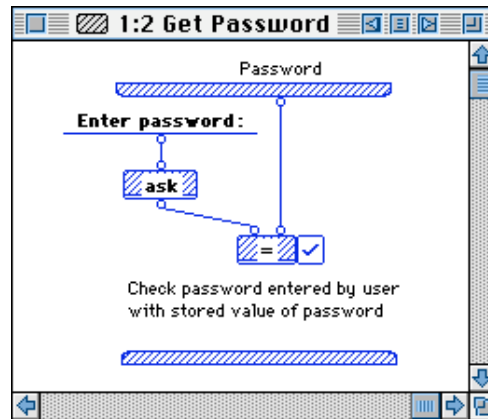 1:2 Get Password
Password
Enter password:
ask
=
Check password entered by user
with stored value of password